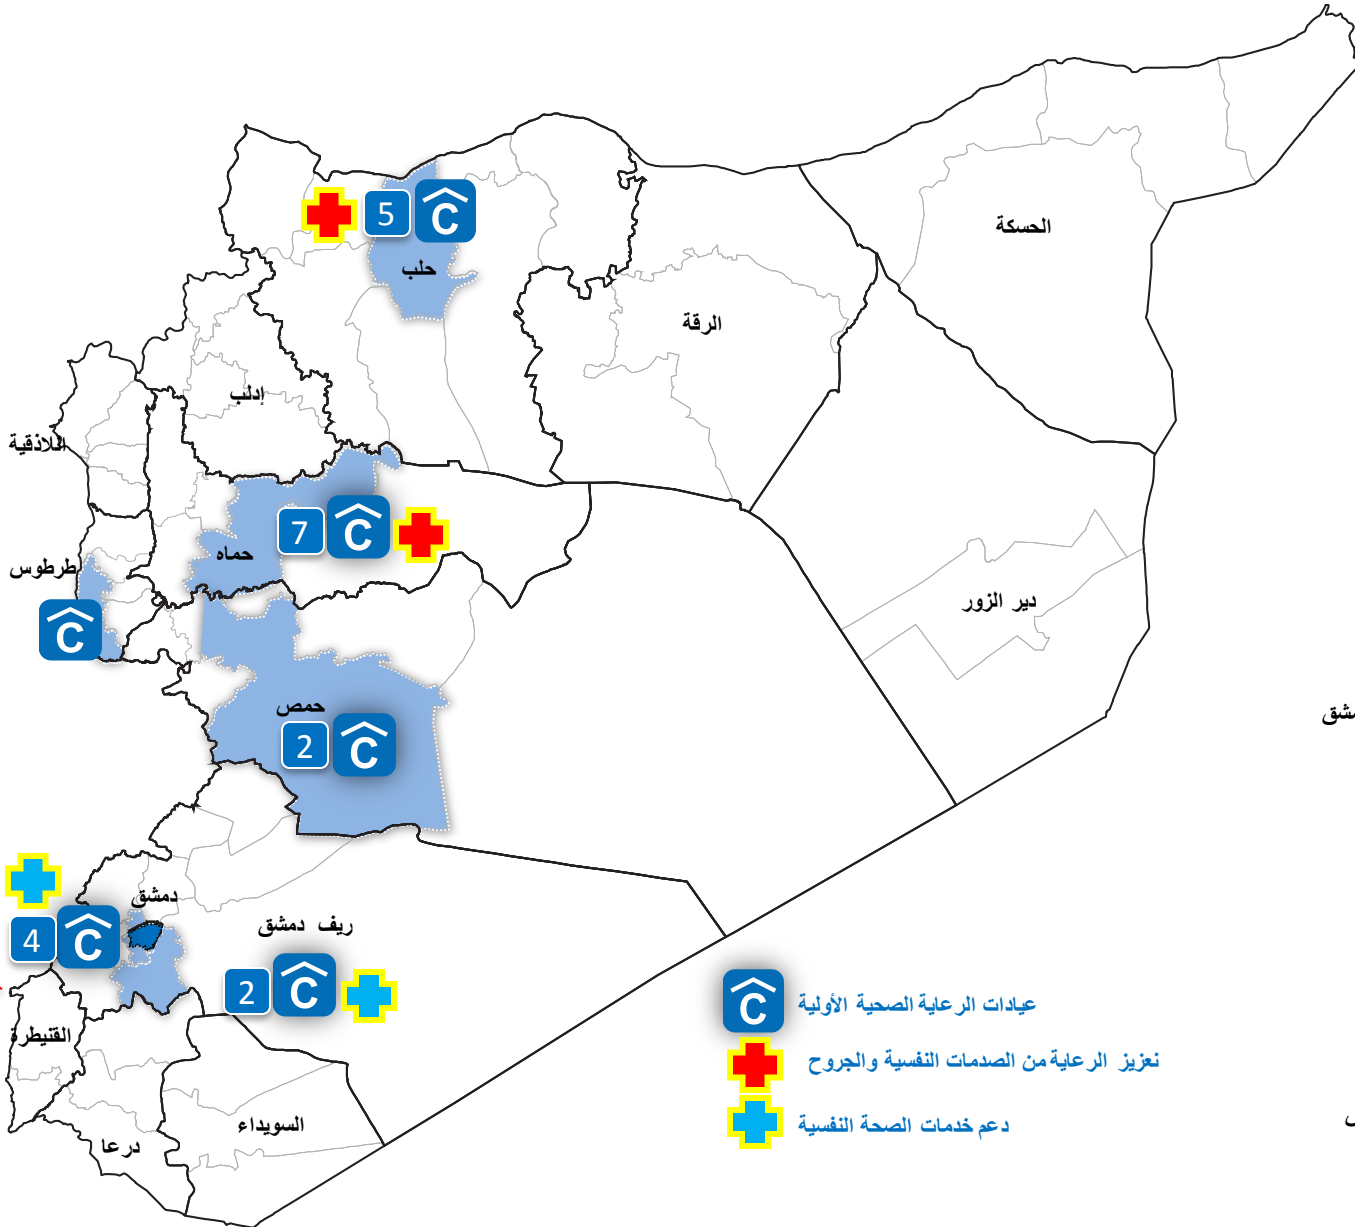 5
C
حلب
الحسكة
الرقة
إدلب
اللاذقية
7
C
حماه
طرطوس
C
دير الزور
حمص
2
C
دمشق
4
C
ريف دمشق
2
C
القنيطرة
السويداء
درعا
C
عيادات الرعاية الصحية الأولية
نعزيز الرعاية من الصدمات النفسية والجروح
دعم خدمات الصحة النفسية